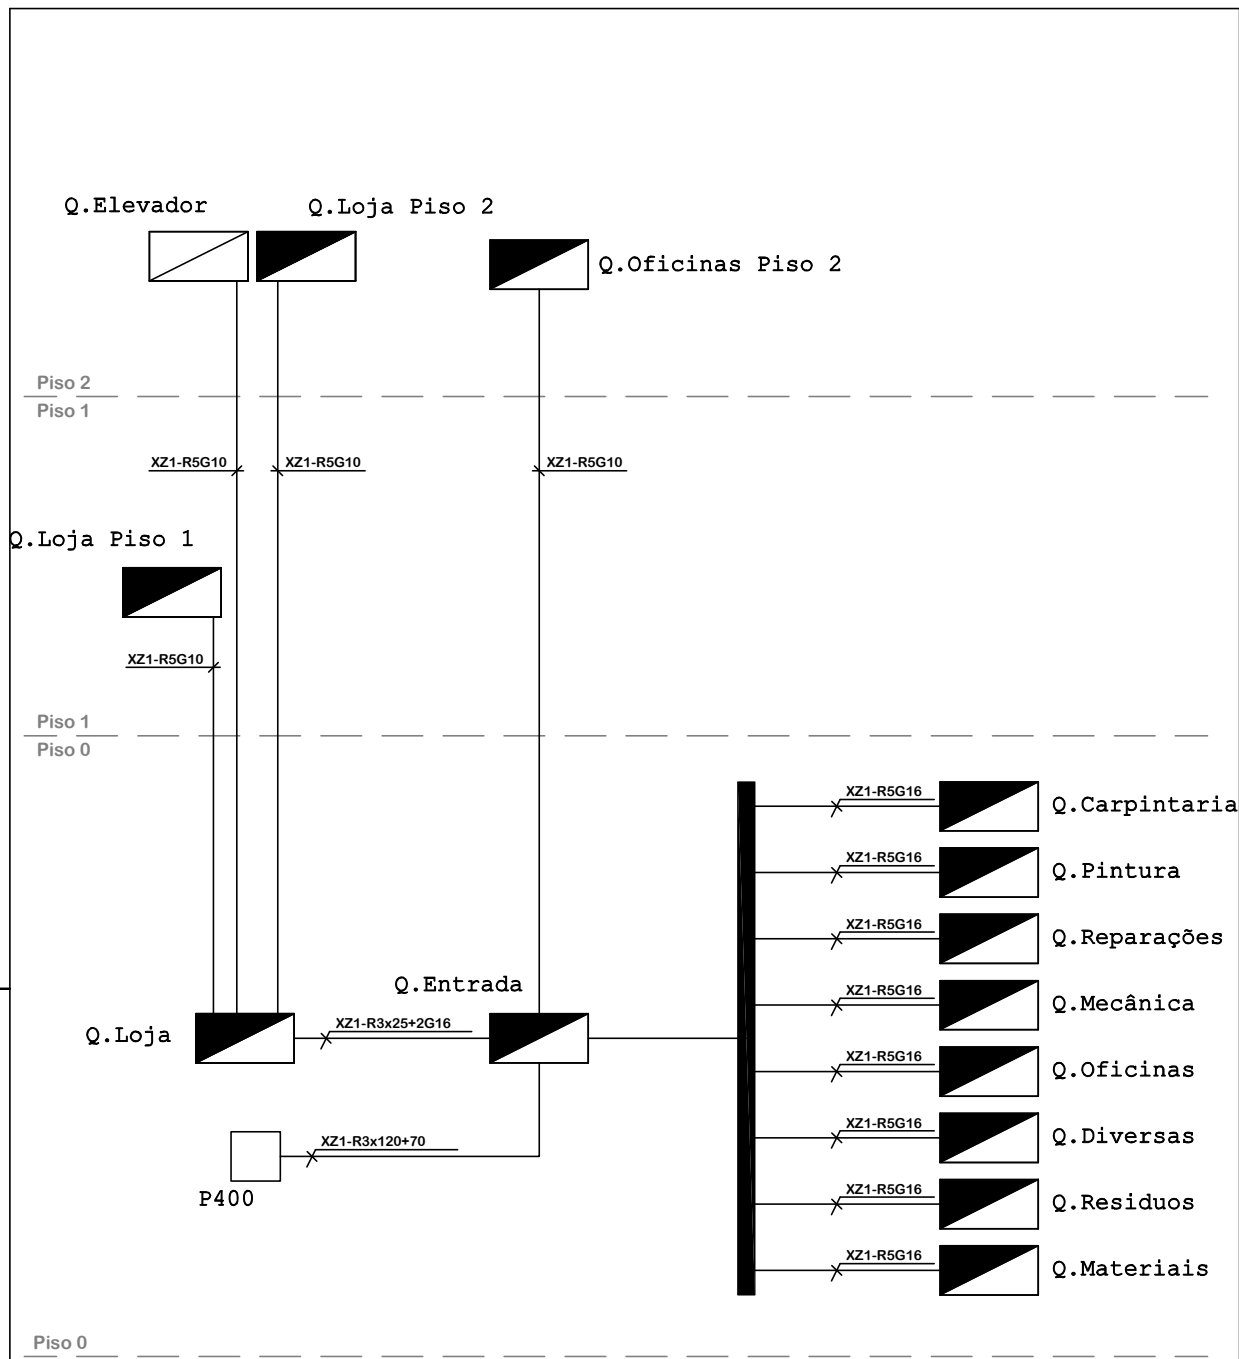 Q.Elevador
Q.Loja Piso 2
Q.Oficinas Piso 2
Piso 2
Piso 1
XZ1-R5G10
XZ1-R5G10
XZ1-R5G10
Q.Loja Piso 1
XZ1-R5G10
Piso 1
Piso 0
XZ1-R5G16
Q.Carpintaria
XZ1-R5G16
Q.Pintura
XZ1-R5G16
Q.Reparações
Q.Entrada
XZ1-R5G16
Q.Mecânica
Q.Loja
XZ1-R3x25+2G16
XZ1-R5G16
Q.Oficinas
XZ1-R5G16
Q.Diversas
XZ1-R3x120+70
P400
XZ1-R5G16
Q.Residuos
XZ1-R5G16
Q.Materiais
Piso 0